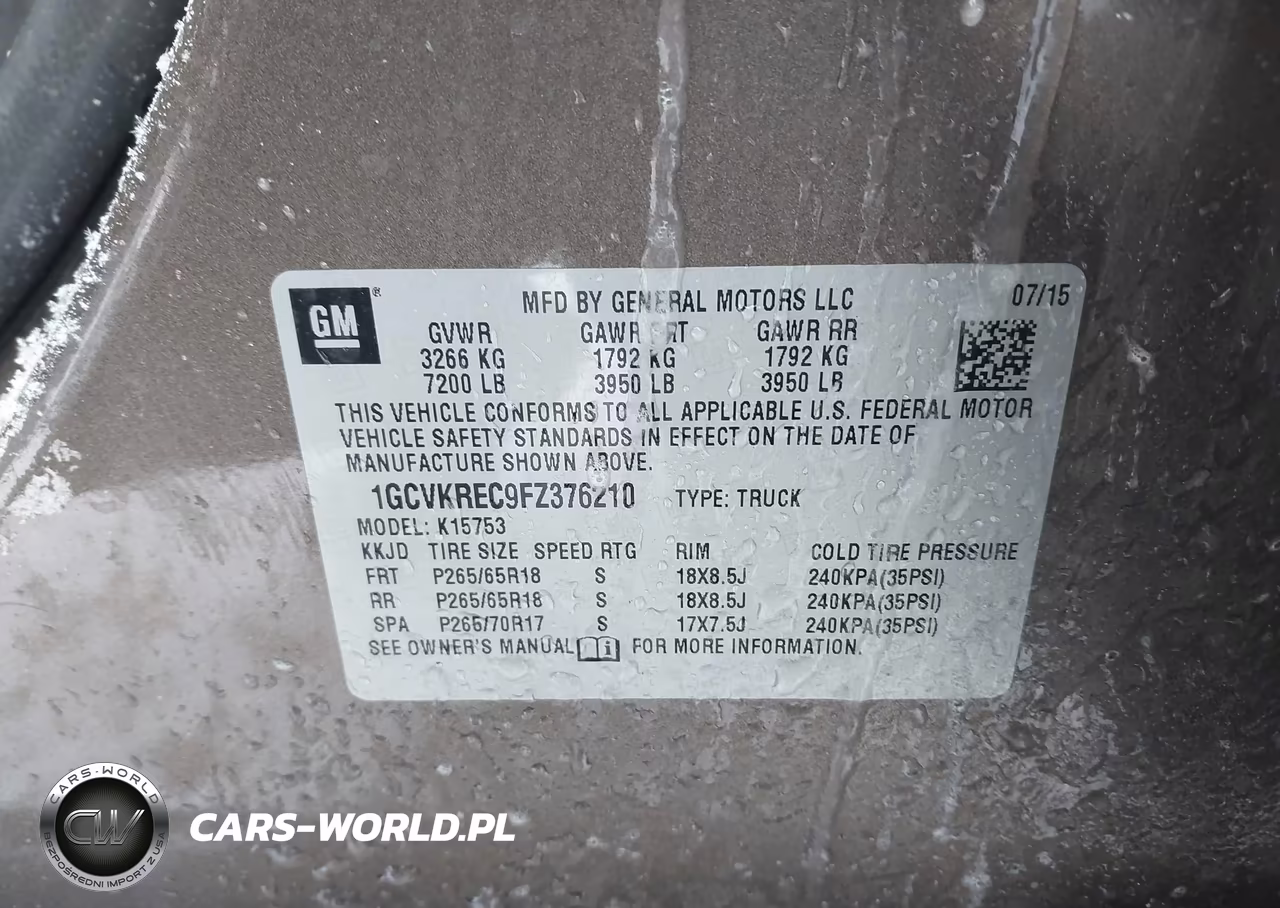 GM®
MFD BY GENERAL MOTORS LLC 07/15
GVWR GAWR FRT GAWR RR
3266 KG 1792 KG 1792 KG
7200 LB 3950 LB 3950 LB
THIS VEHICLE CONFORMS TO ALL APPLICABLE U.S. FEDERAL MOTOR
VEHICLE SAFETY STANDARDS IN EFFECT ON THE DATE OF
MANUFACTURE SHOWN ABOVE.
1GCVKREC9FZ376210 TYPE: TRUCK
MODEL: K15753
KKJD TIRE SIZE SPEED RTG RIM COLD TIRE PRESSURE
FRT P265/65R18 S 18X8.5J 240KPA(35PSI)
RR P265/65R18 S 18X8.5J 240KPA(35PSI)
SPA P265/70R17 S 17X7.5J 240KPA(35PSI)
SEE OWNER'S MANUAL i FOR MORE INFORMATION.
CARS-WORLD
CW
BEZPOŚREDNI IMPORT Z USA
CARS-WORLD.PL